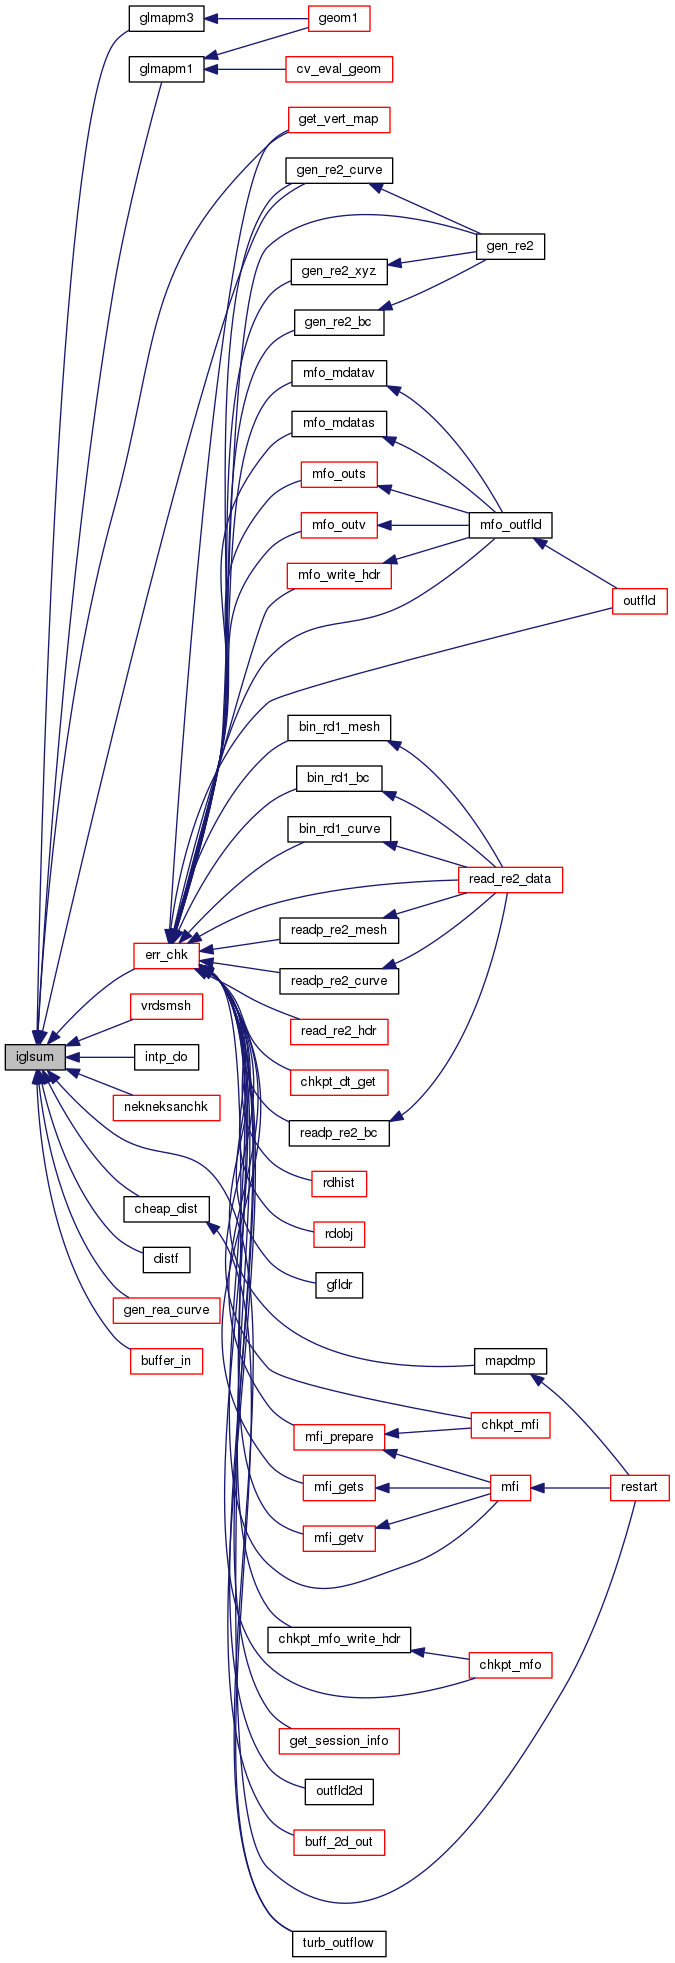 glmapm3
geom1
glmapm1
cv_eval_geom
get_vert_map
gen_re2_curve
gen_re2
gen_re2_xyz
gen_re2_bc
mfo_mdatav
mfo_mdatas
mfo_outs
mfo_outv
mfo_outfld
mfo_write_hdr
outfld
bin_rd1_mesh
bin_rd1_bc
bin_rd1_curve
read_re2_data
readp_re2_mesh
err_chk
readp_re2_curve
vrdsmsh
read_re2_hdr
iglsum
intp_do
chkpt_dt_get
nekneksanchk
readp_re2_bc
rdhist
cheap_dist
rdobj
distf
gfldr
gen_rea_curve
buffer_in
mapdmp
chkpt_mfi
mfi_prepare
mfi_gets
mfi
restart
mfi_getv
chkpt_mfo_write_hdr
chkpt_mfo
get_session_info
outfld2d
buff_2d_out
turb_outflow